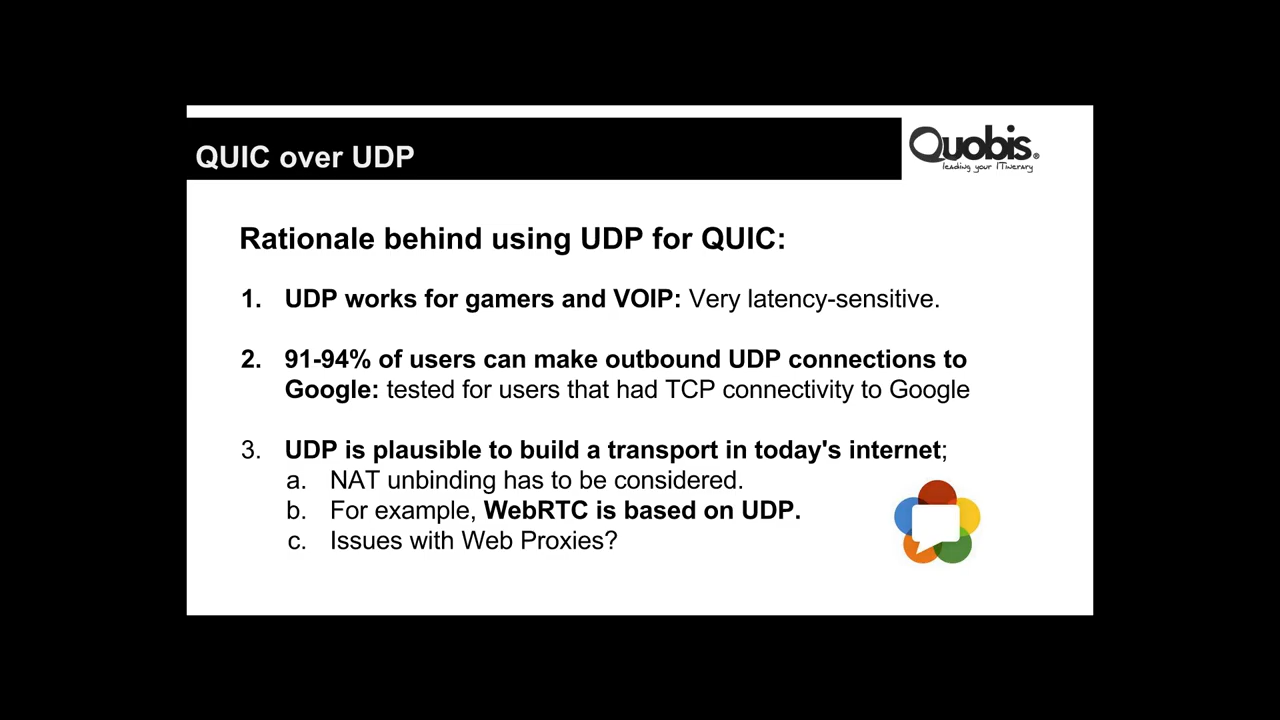 QUIC over UDP
Quobis®
leading your ITinerary
Rationale behind using UDP for QUIC:
1. UDP works for gamers and VOIP: Very latency-sensitive.
2. 91-94% of users can make outbound UDP connections to
Google: tested for users that had TCP connectivity to Google
3. UDP is plausible to build a transport in today's internet;
a. NAT unbinding has to be considered.
b. For example, WebRTC is based on UDP.
c. Issues with Web Proxies?